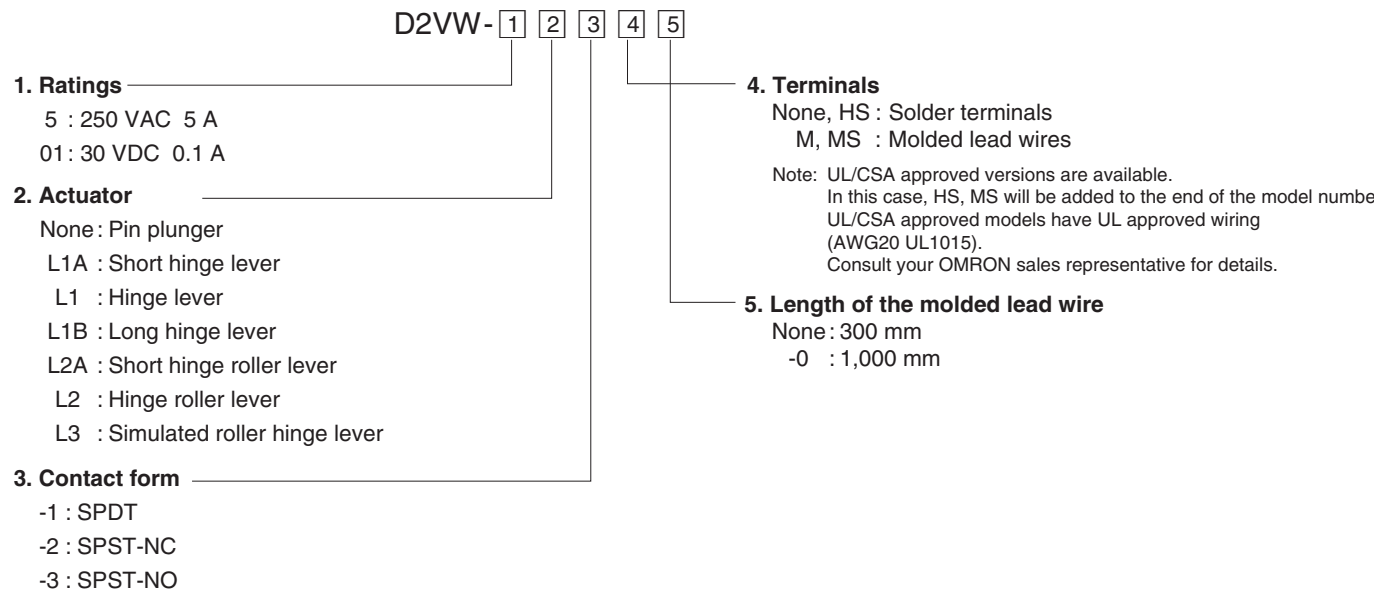 D2VW- 1 2 3 4 5
1. Ratings
5 : 250 VAC 5 A
01 : 30 VDC 0.1 A
2. Actuator
None : Pin plunger
L1A : Short hinge lever
L1 : Hinge lever
L1B : Long hinge lever
L2A : Short hinge roller lever
L2 : Hinge roller lever
L3 : Simulated roller hinge lever
3. Contact form
-1 : SPDT
-2 : SPST-NC
-3 : SPST-NO
4. Terminals
None, HS : Solder terminals
M, MS : Molded lead wires
Note: UL/CSA approved versions are available.
In this case, HS, MS will be added to the end of the model numbe
UL/CSA approved models have UL approved wiring
(AWG20 UL1015).
Consult your OMRON sales representative for details.
5. Length of the molded lead wire
None : 300 mm
-0 : 1,000 mm